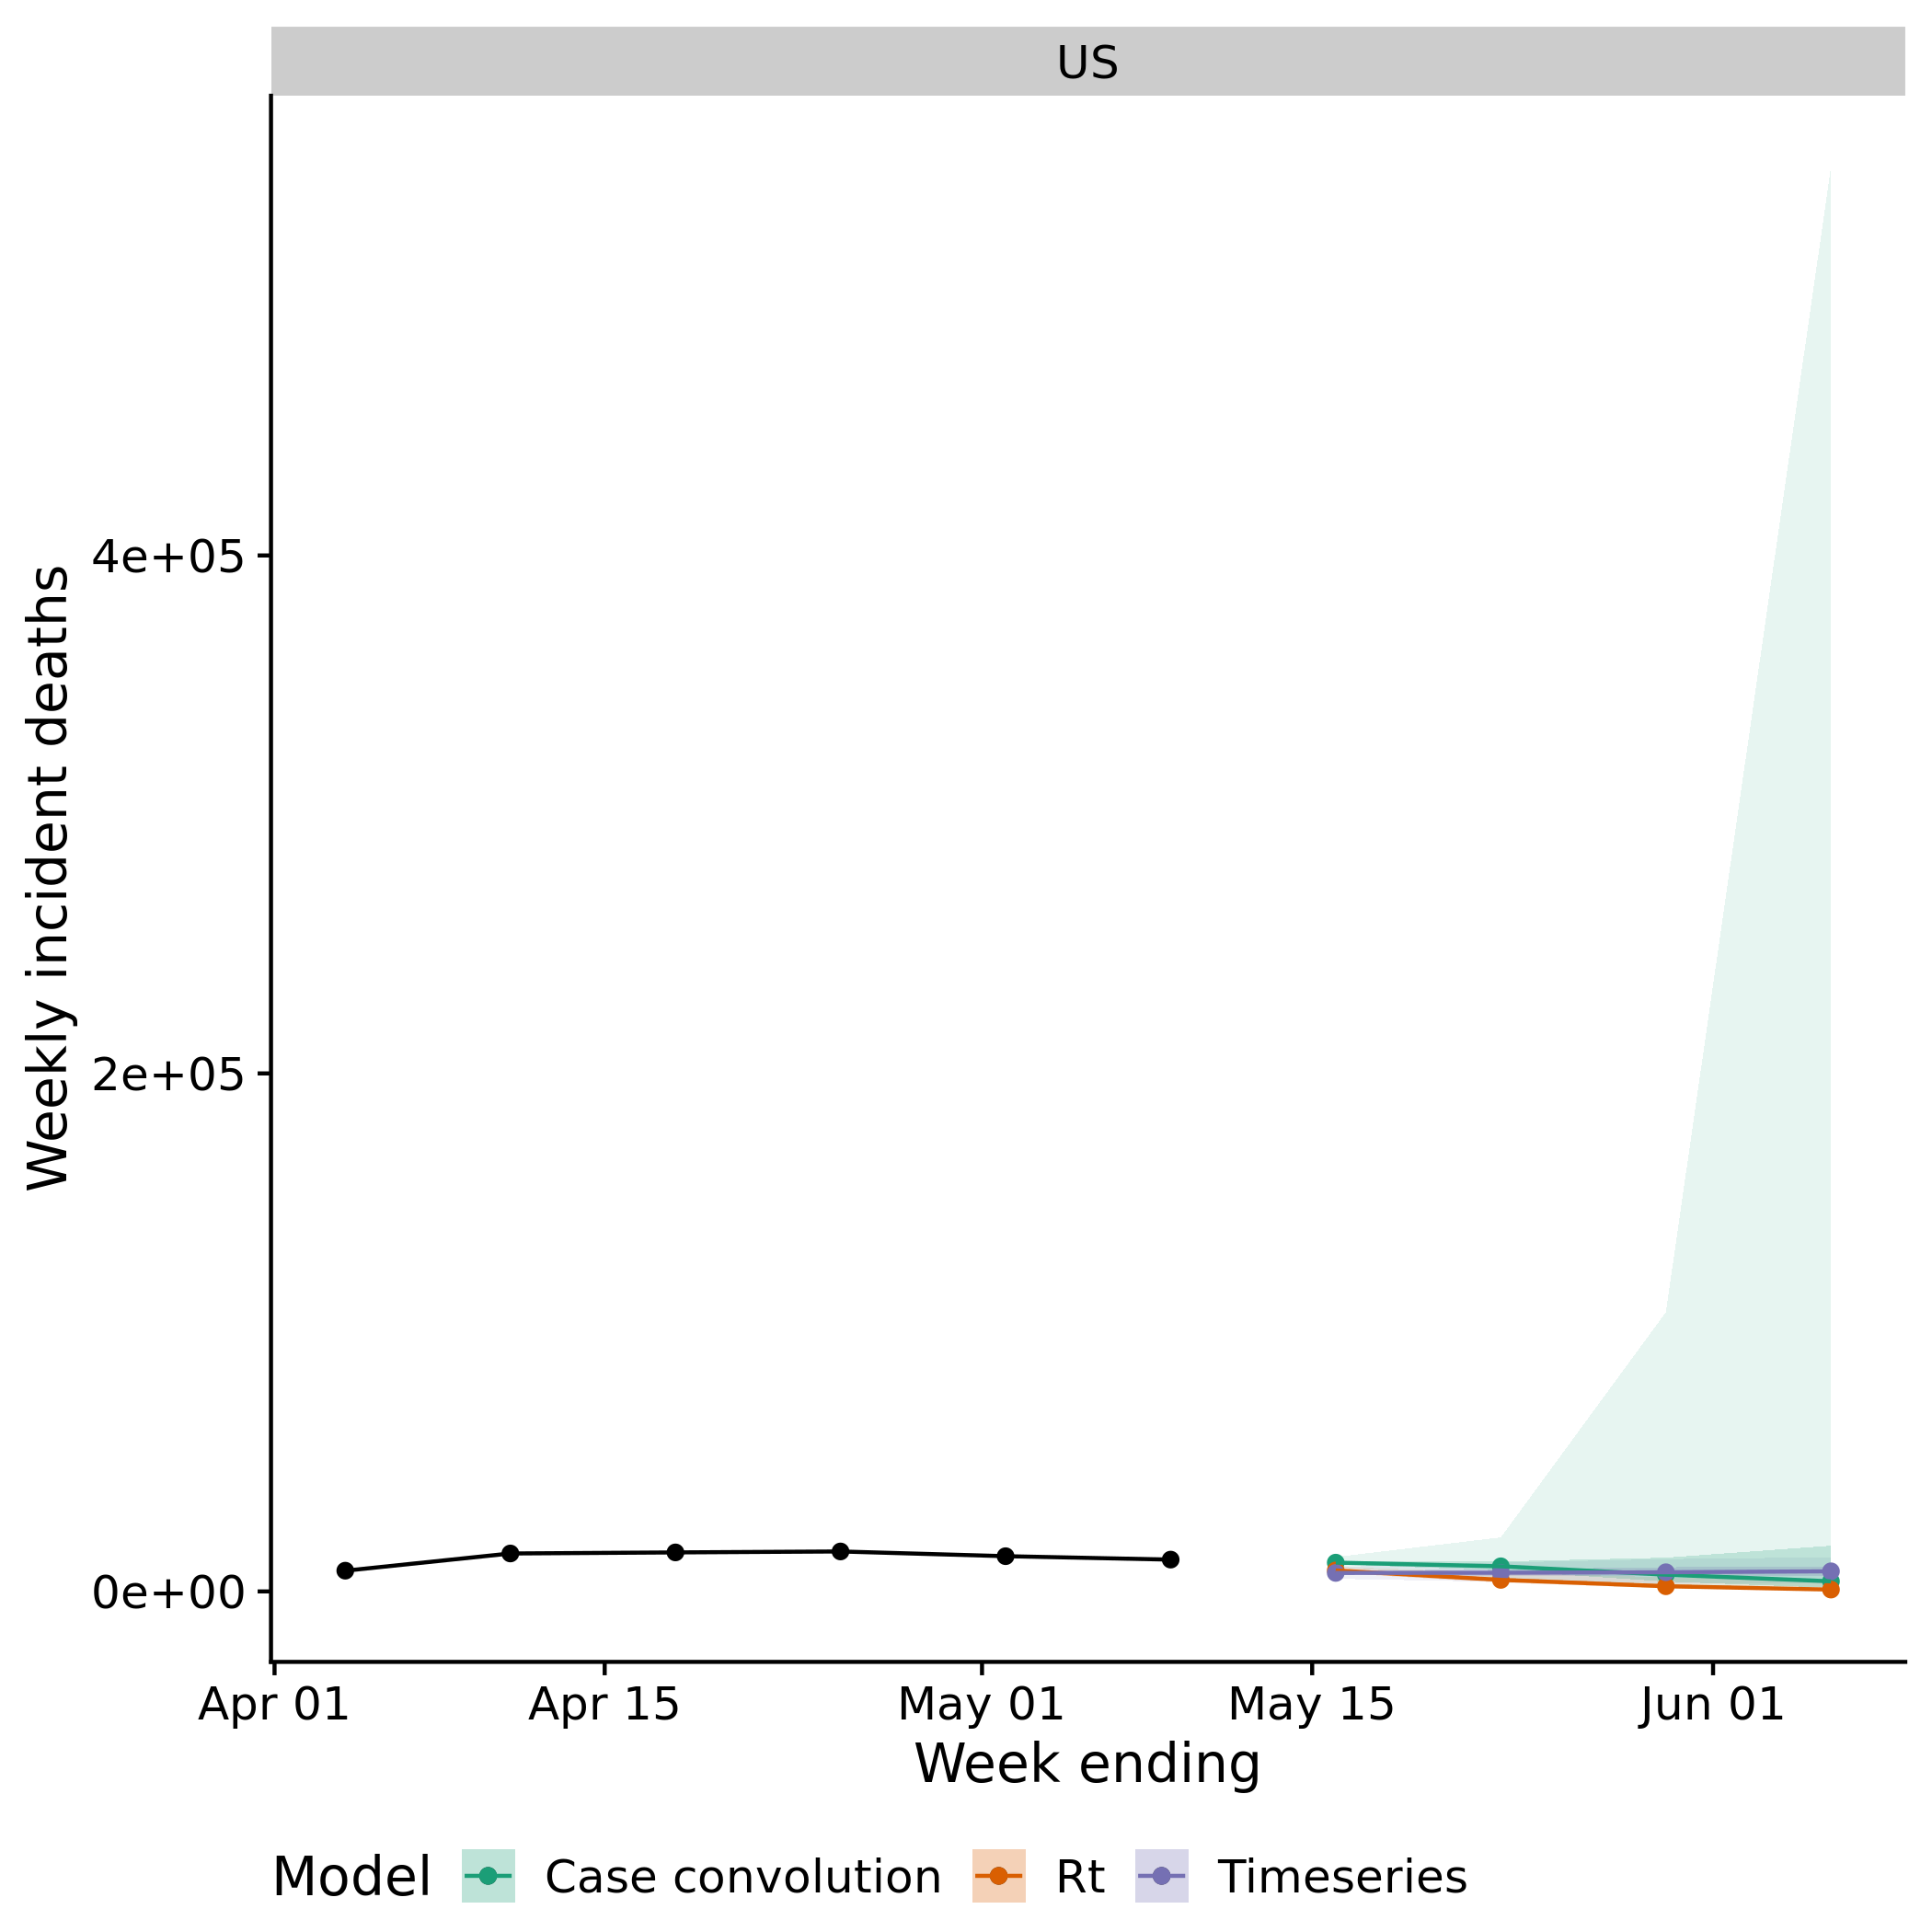 US
Weekly incident deaths
4e+05
2e+05
0e+00
Apr 01 Apr 15 May 01 May 15 Jun 01
Week ending
Model Case convolution Rt Timeseries